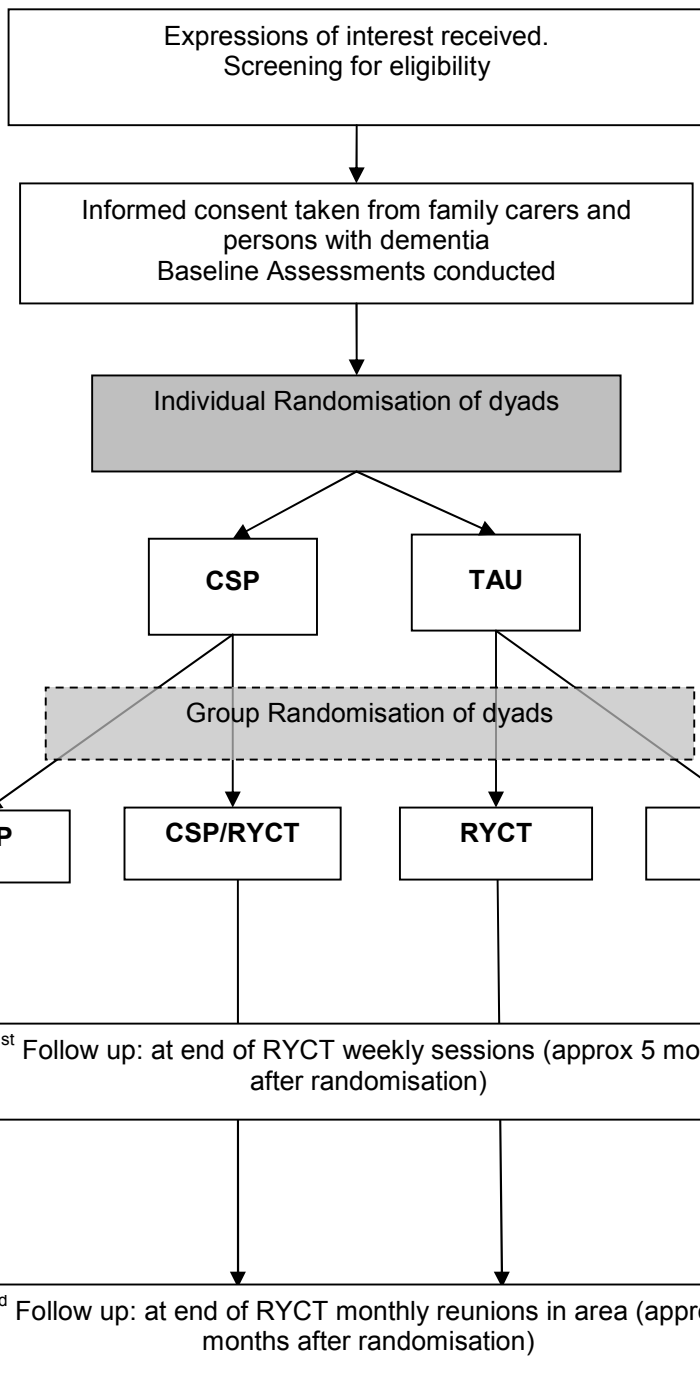 Expressions of interest received.
Screening for eligibility
Informed consent taken from family carers and
persons with dementia
Baseline Assessments conducted
Individual Randomisation of dyads
CSP
TAU
Group Randomisation of dyads
P
CSP/RYCT
RYCT
st Follow up: at end of RYCT weekly sessions (approx 5 mo
after randomisation)
d Follow up: at end of RYCT monthly reunions in area (appr
months after randomisation)